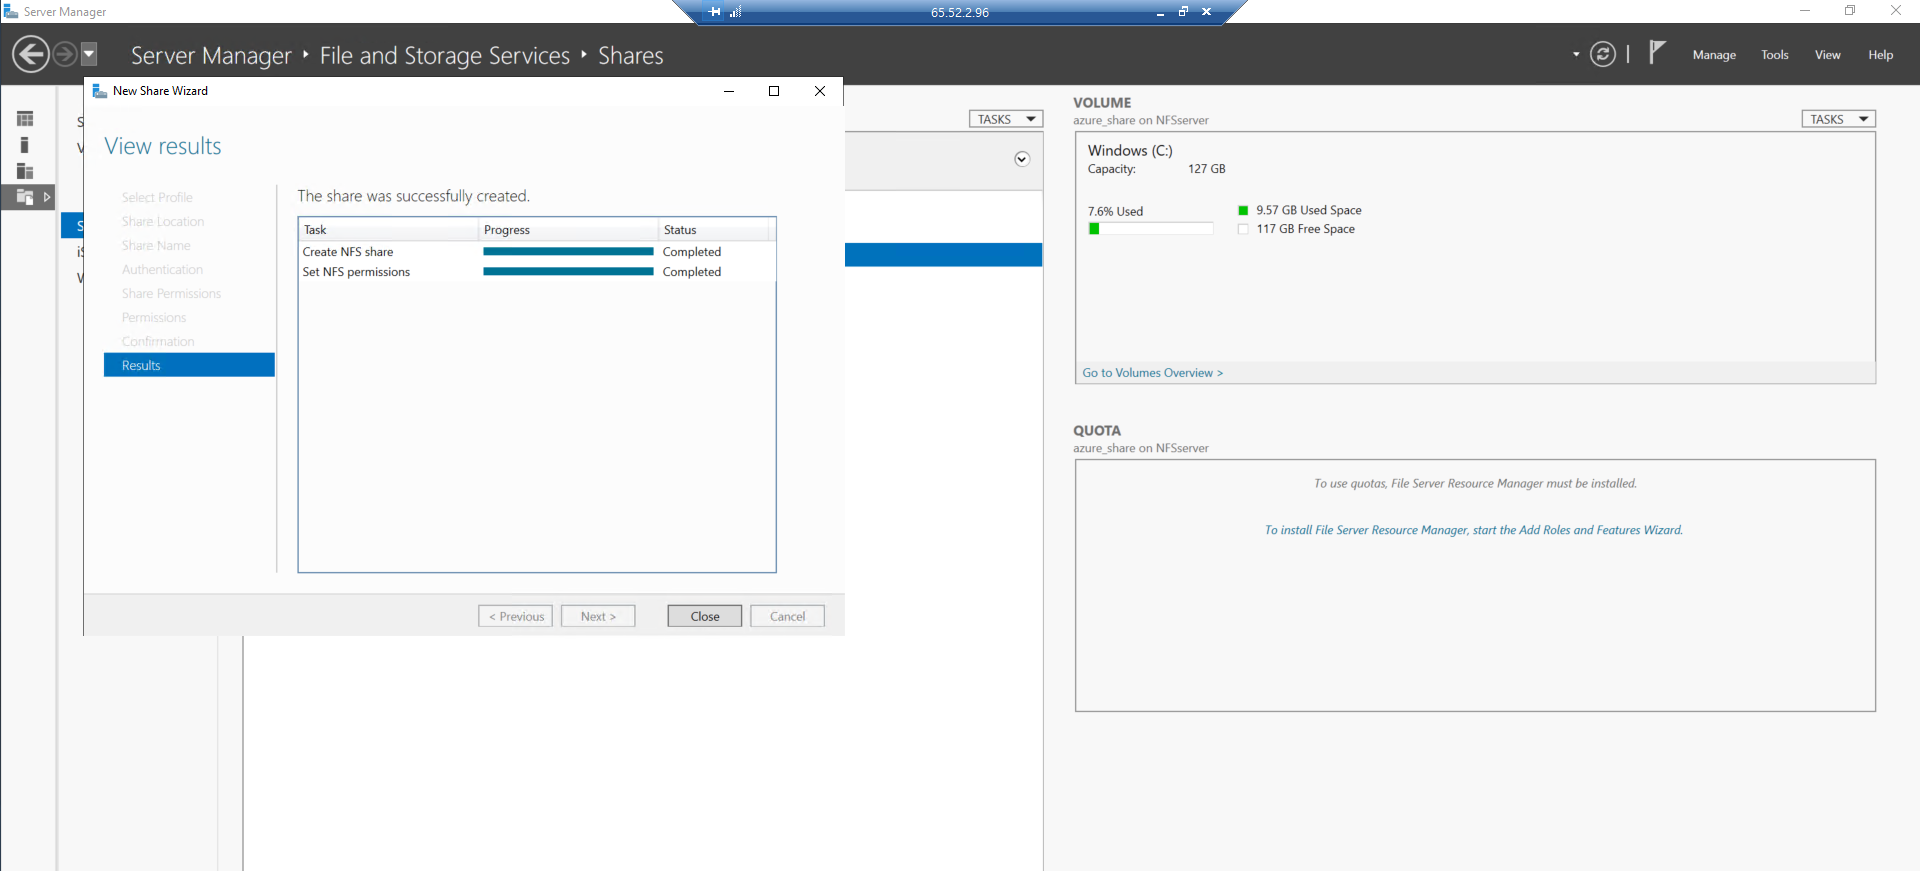 Server Manager
65.52.2.96
Server Manager ‣ File and Storage Services ‣ Shares
Manage Tools View Help
New Share Wizard
View results
Select Profile
Share Location
Share Name
Authentication
Share Permissions
Permissions
Confirmation
Results
The share was successfully created.
Task Progress Status
Create NFS share Completed
Set NFS permissions Completed
< Previous Next > Close Cancel
TASKS
VOLUME
azure_share on NFSserver
TASKS
Windows (C:)
Capacity: 127 GB
7.6% Used
9.57 GB Used Space
117 GB Free Space
Go to Volumes Overview >
QUOTA
azure_share on NFSserver
To use quotas, File Server Resource Manager must be installed.
To install File Server Resource Manager, start the Add Roles and Features Wizard.